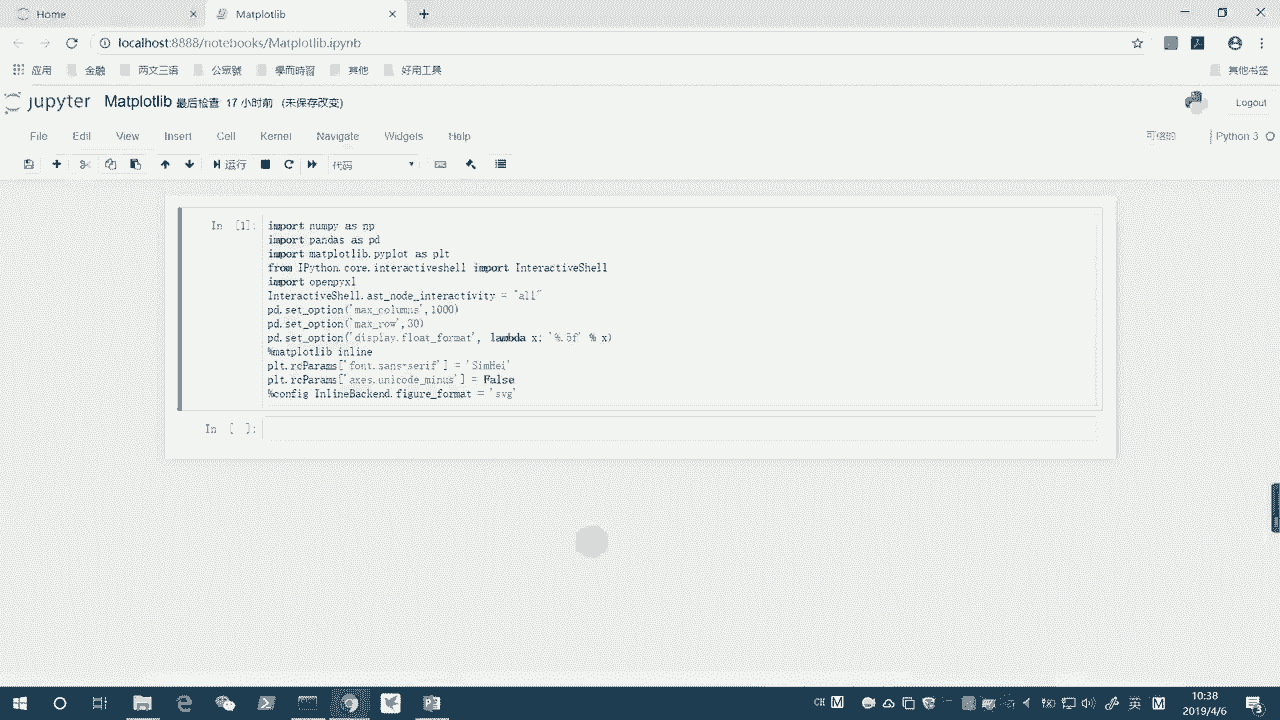 Home
Matplotlib
localhost:8888/notebooks/Matplotlib.ipynb
应用 金融 两文三语 公眾號 學而時習 其他 好用工具 其他书签
jupyter Matplotlib 最后检查: 17 小时前 (未保存改变)
Logout
File Edit View Insert Cell Kernel Navigate Widgets Help
Python 3
运行 代码
In [1]: import numpy as np
import pandas as pd
import matplotlib.pyplot as plt
from IPython.core.interactiveshell import InteractiveShell
import openpyxl
InteractiveShell.ast_node_interactivity = "all"
pd.set_option('max_columns',1000)
pd.set_option('max_row',30)
pd.set_option('display.float_format', lambda x: '%.5f' % x)
%matplotlib inline
plt.rcParams['font.sans-serif'] = 'SimHei'
plt.rcParams['axes.unicode_minus'] = False
%config InlineBackend.figure_format = 'svg'
In [ ]:
CH M 英 M
10:38
2019/4/6